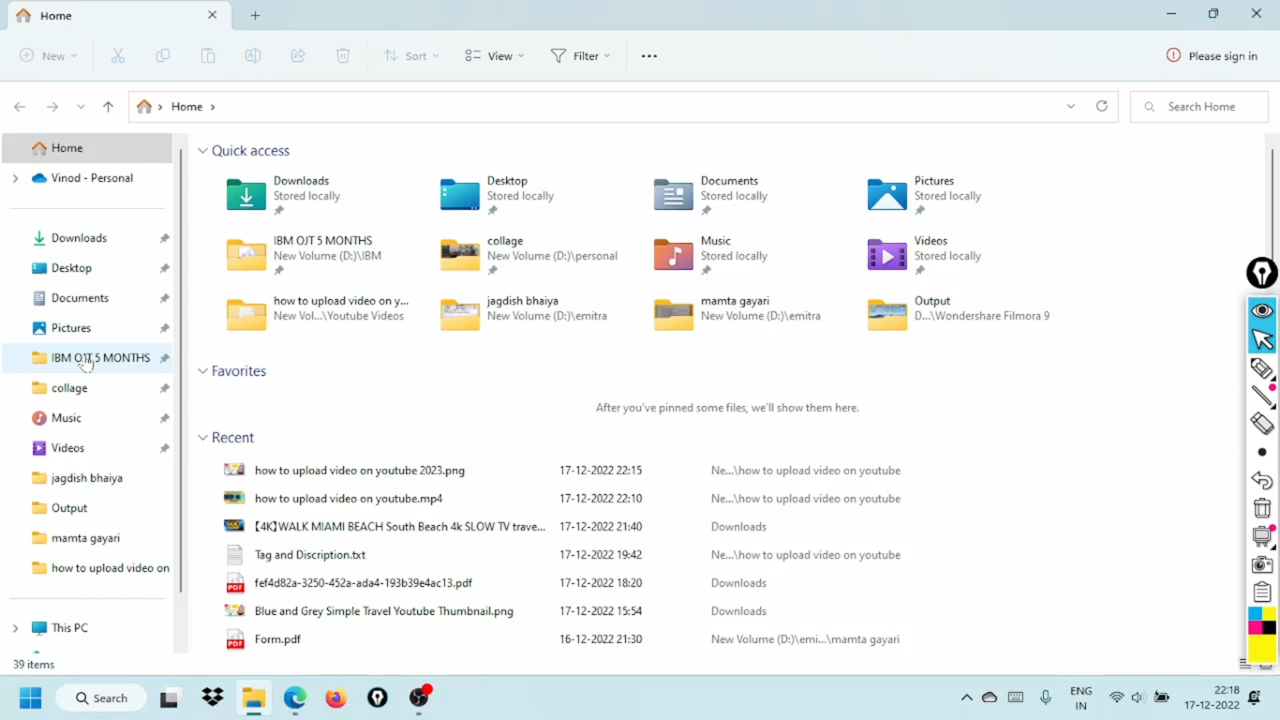 Home
New
Sort
View
Filter
Please sign in
Home
Search Home
Home
Vinod - Personal
Downloads
Desktop
Documents
Pictures
IBM OJT 5 MONTHS
collage
Music
Videos
jagdish bhaiya
Output
mamta gayari
how to upload video on
This PC
39 items
Quick access
Downloads
Stored locally
Desktop
Stored locally
Documents
Stored locally
Pictures
Stored locally
IBM OJT 5 MONTHS
New Volume (D:)\IBM
collage
New Volume (D:)\personal
Music
Stored locally
Videos
Stored locally
how to upload video on y...
New Vol...\Youtube Videos
jagdish bhaiya
New Volume (D:)\emitra
mamta gayari
New Volume (D:)\emitra
Output
D...\Wondershare Filmora 9
Favorites
After you've pinned some files, we'll show them here.
Recent
how to upload video on youtube 2023.png 17-12-2022 22:15 Ne...\how to upload video on youtube
how to upload video on youtube.mp4 17-12-2022 22:10 Ne...\how to upload video on youtube
【4K】WALK MIAMI BEACH South Beach 4k SLOW TV trave... 17-12-2022 21:40 Downloads
Tag and Discription.txt 17-12-2022 19:42 Ne...\how to upload video on youtube
fef4d82a-3250-452a-ada4-193b39e4ac13.pdf 17-12-2022 18:20 Downloads
Blue and Grey Simple Travel Youtube Thumbnail.png 17-12-2022 15:54 Downloads
Form.pdf 16-12-2022 21:30 New Volume (D:)\emi...\mamta gayari
Search
ENG
IN
22:18
17-12-2022